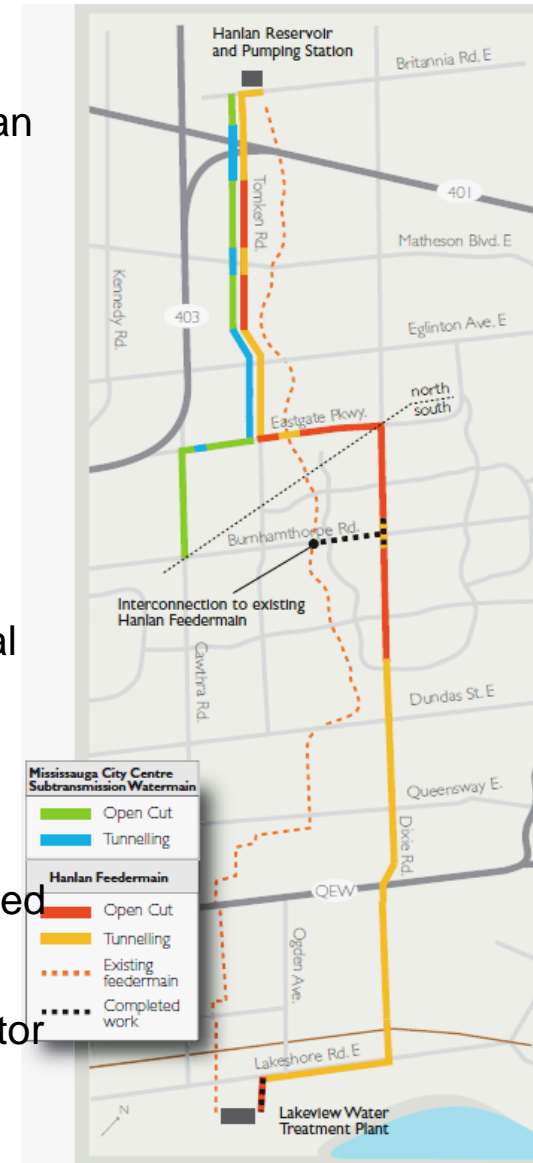 Hanlan Reservoir
and Pumping Station
Britannia Rd. E
an
401
Tomken Rd.
Matheson Blvd. E
Kennedy Rd.
403
Eglinton Ave. E
north
south
Eastgate Pkwy.
Burnhamthorpe Rd.
Interconnection to existing
Hanlan Feedermain
al
Cawthra Rd.
Dundas St. E
Mississauga City Centre
Subtransmission Watermain
Open Cut
Tunnelling
Queensway E.
Dixie Rd.
Hanlan Feedermain
QEW
ed
Open Cut
Tunnelling
Existing
feedermain
Completed
work
Ogden Ave.
tor
Lakeshore Rd. E
N
Lakeview Water
Treatment Plant